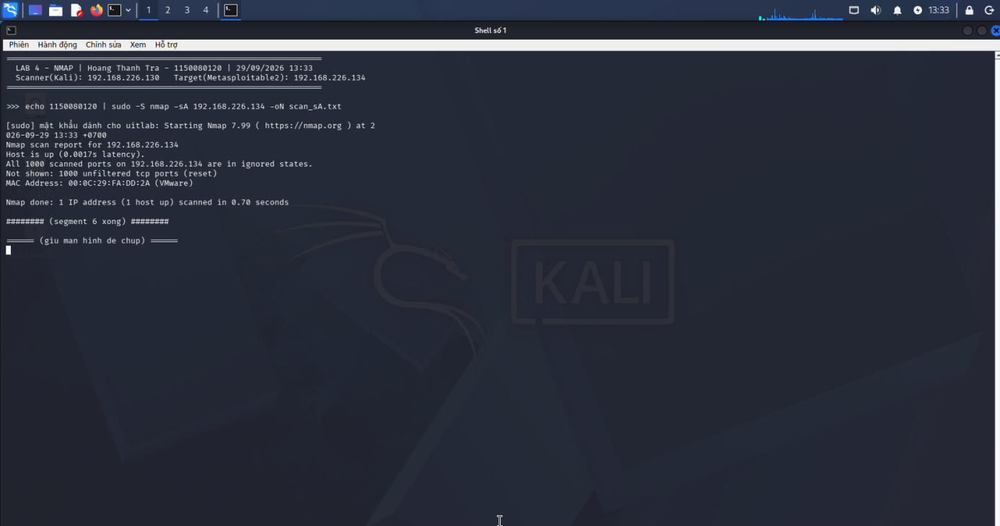 1 2 3 4 13:33
Shell số 1
Phiên Hành động Chỉnh sửa Xem Hỗ trợ
LAB 4 - NMAP | Hoang Thanh Tra - 1150080120 | 29/09/2026 13:33
Scanner(Kali): 192.168.226.130 Target(Metasploitable2): 192.168.226.134
>>> echo 1150080120 | sudo -S nmap -sA 192.168.226.134 -oN scan_sA.txt
[sudo] mật khẩu dành cho uitlab: Starting Nmap 7.99 ( https://nmap.org ) at 2
026-09-29 13:33 +0700
Nmap scan report for 192.168.226.134
Host is up (0.0017s latency).
All 1000 scanned ports on 192.168.226.134 are in ignored states.
Not shown: 1000 unfiltered tcp ports (reset)
MAC Address: 00:0C:29:FA:DD:2A (VMware)
Nmap done: 1 IP address (1 host up) scanned in 0.70 seconds
######## (segment 6 xong) ########
====== (giu man hinh de chup) ======
KALI